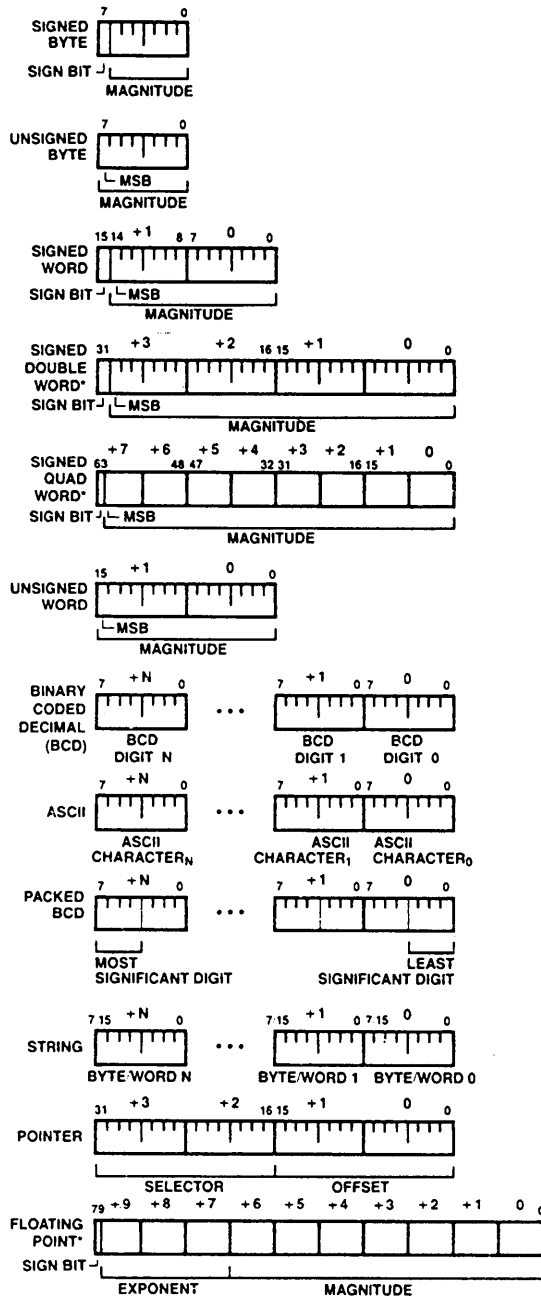 7 0
SIGNED
BYTE
SIGN BIT
MAGNITUDE
7 0
UNSIGNED
BYTE
MSB
MAGNITUDE
15 14 +1 8 7 0 0
SIGNED
WORD
SIGN BIT
MSB
MAGNITUDE
31 +3 +2 16 15 +1 0 0
SIGNED
DOUBLE
WORD*
SIGN BIT
MSB
MAGNITUDE
+7 +6 +5 +4 +3 +2 +1 0
63 48 47 32 31 16 15 0
SIGNED
QUAD
WORD*
SIGN BIT
MSB
MAGNITUDE
15 +1 0 0
UNSIGNED
WORD
MSB
MAGNITUDE
7 +N 0 7 +1 0 7 0 0
BINARY
CODED
DECIMAL
(BCD)
•••
BCD BCD BCD
DIGIT N DIGIT 1 DIGIT 0
7 +N 0 7 +1 0 7 0 0
ASCII •••
ASCII ASCII ASCII
CHARACTERN CHARACTER1 CHARACTER0
7 +N 0 7 +1 0 7 0 0
PACKED
BCD
•••
MOST LEAST
SIGNIFICANT DIGIT SIGNIFICANT DIGIT
7 15 +N 0 7 15 +1 0 7 15 0 0
STRING •••
BYTE/WORD N BYTE/WORD 1 BYTE/WORD 0
31 +3 +2 16 15 +1 0 0
POINTER
SELECTOR OFFSET
79 +9 +8 +7 +6 +5 +4 +3 +2 +1 0 0
FLOATING
POINT*
SIGN BIT
EXPONENT MAGNITUDE